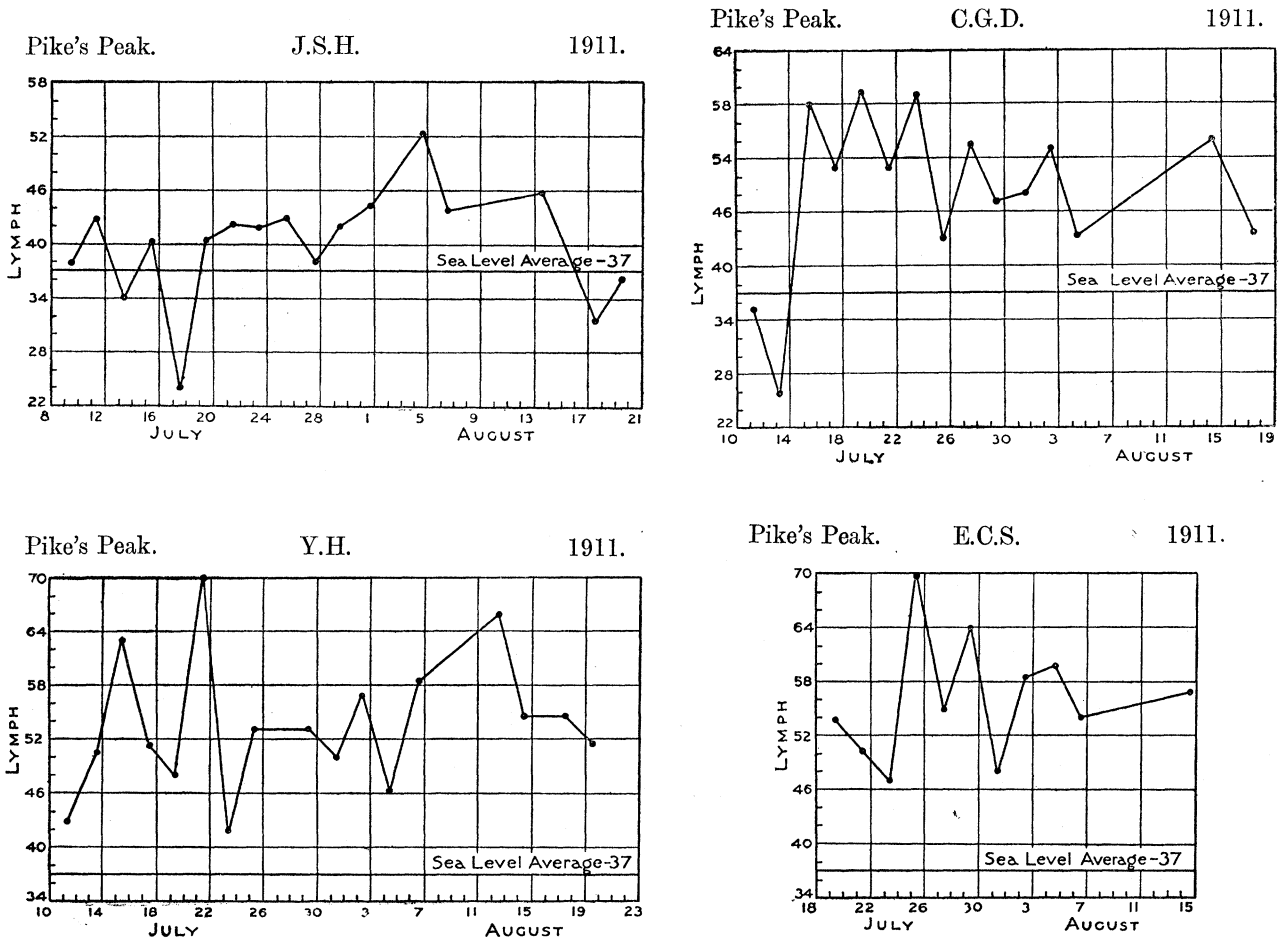 Pike's Peak. J.S.H. 1911.
58
52
46
40
34
28
22
LYMPH
Sea Level Average-37
8 12 16 20 24 28 1 5 9 13 17 21
JULY AUGUST
Pike's Peak. C.G.D. 1911.
64
58
54
46
40
34
28
22
LYMPH
Sea Level Average-37
10 14 18 22 26 30 3 7 11 15 19
JULY AUGUST
Pike's Peak. Y.H. 1911.
70
64
58
52
46
40
34
LYMPH
Sea Level Average-37
10 14 18 22 26 30 3 7 11 15 19 23
JULY AUGUST
Pike's Peak. E.C.S. 1911.
70
64
58
52
46
40
34
LYMPH
Sea Level Average-37
18 22 26 30 3 7 11 15
JULY AUGUST